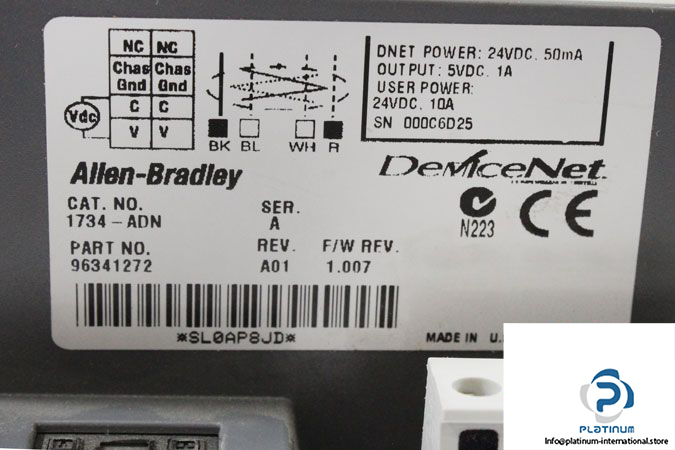 NC NC
Chas Chas
Gnd Gnd
C C
V V
Vdc
BK BL WH R
DNET POWER: 24VDC, 50mA
OUTPUT: 5VDC, 1A
USER POWER:
24VDC, 10A
SN 000C6D25
Allen-Bradley
DeviceNet
CAT. NO.
1734-ADN
SER.
A
N223
CE
PART NO.
96341272
REV.
A01
F/W REV.
1.007
*SL0AP8JD*
MADE IN U.
PLATINUM
Info@platinum-international.store